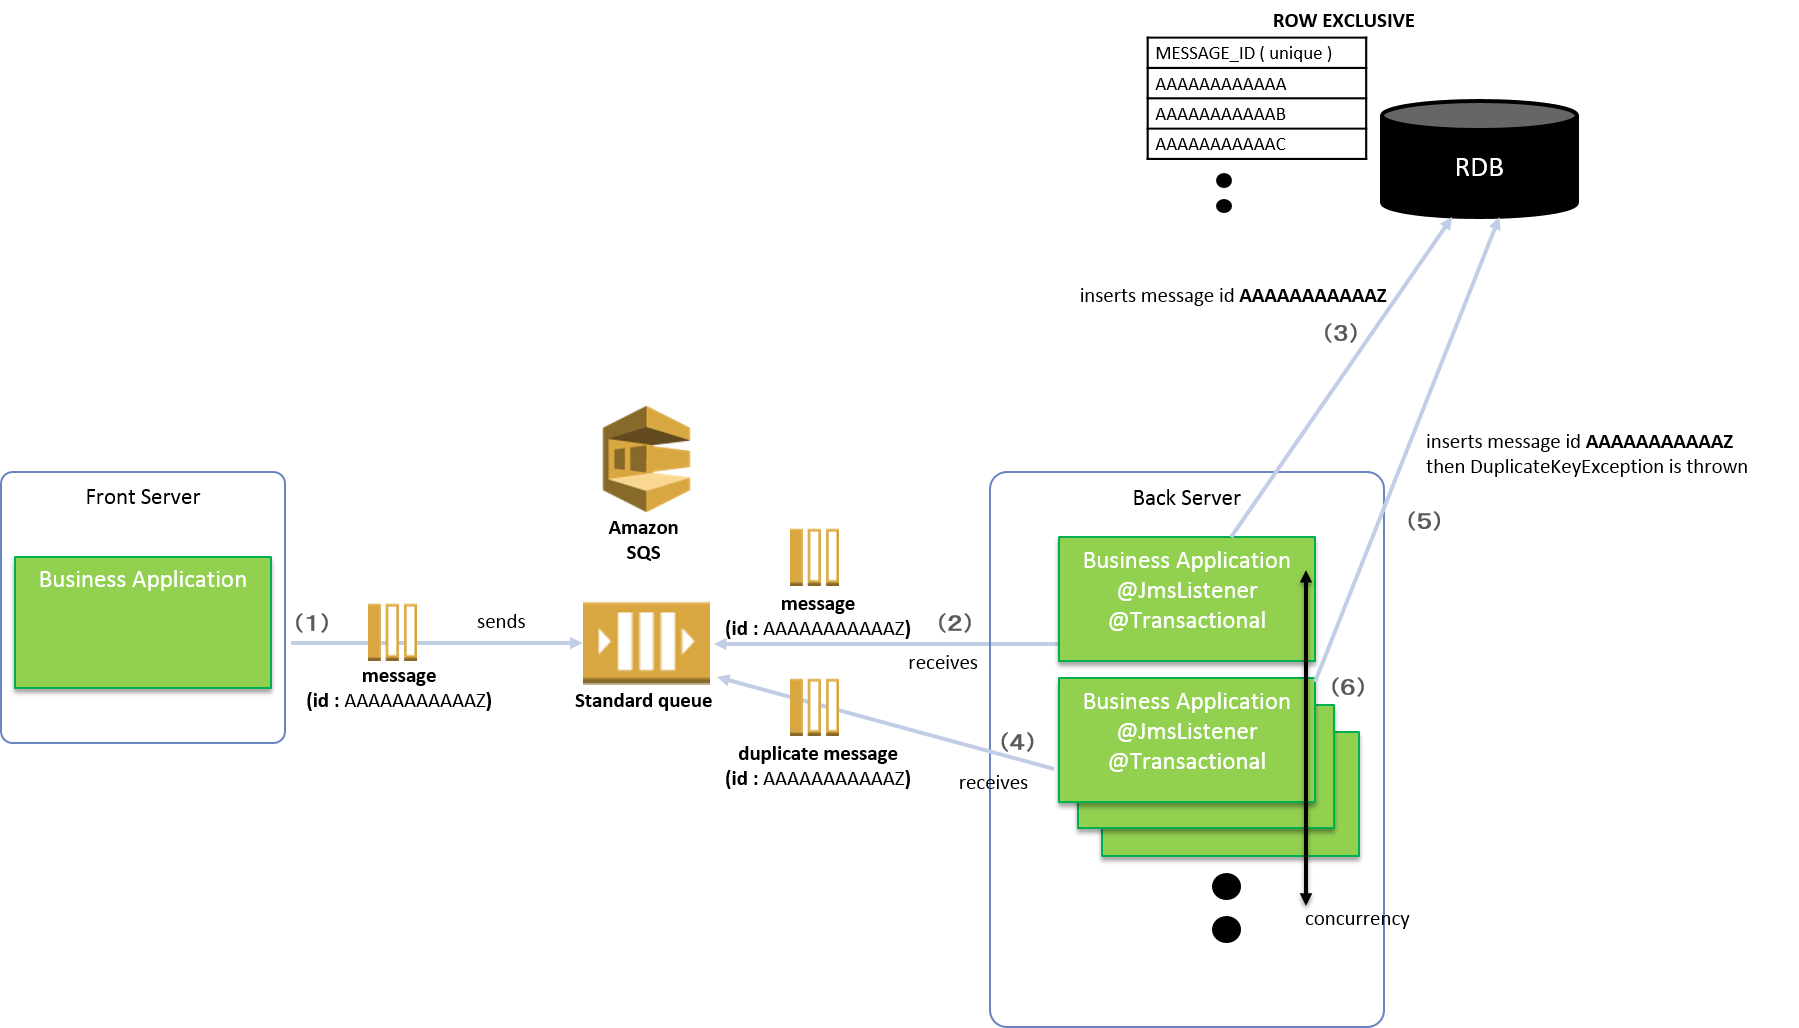 ROW EXCLUSIVE
MESSAGE_ID ( unique )
AAAAAAAAAAAA
AAAAAAAAAAAB
AAAAAAAAAAAC
RDB
inserts message id AAAAAAAAAAAZ
(3)
inserts message id AAAAAAAAAAAZ
then DuplicateKeyException is thrown
(5)
Front Server
Business Application
(1)
sends
message
(id : AAAAAAAAAAAZ)
Amazon
SQS
Standard queue
message
(id : AAAAAAAAAAAZ)
(2)
receives
duplicate message
(id : AAAAAAAAAAAZ)
(4)
receives
Back Server
Business Application
@JmsListener
@Transactional
(6)
Business Application
@JmsListener
@Transactional
concurrency